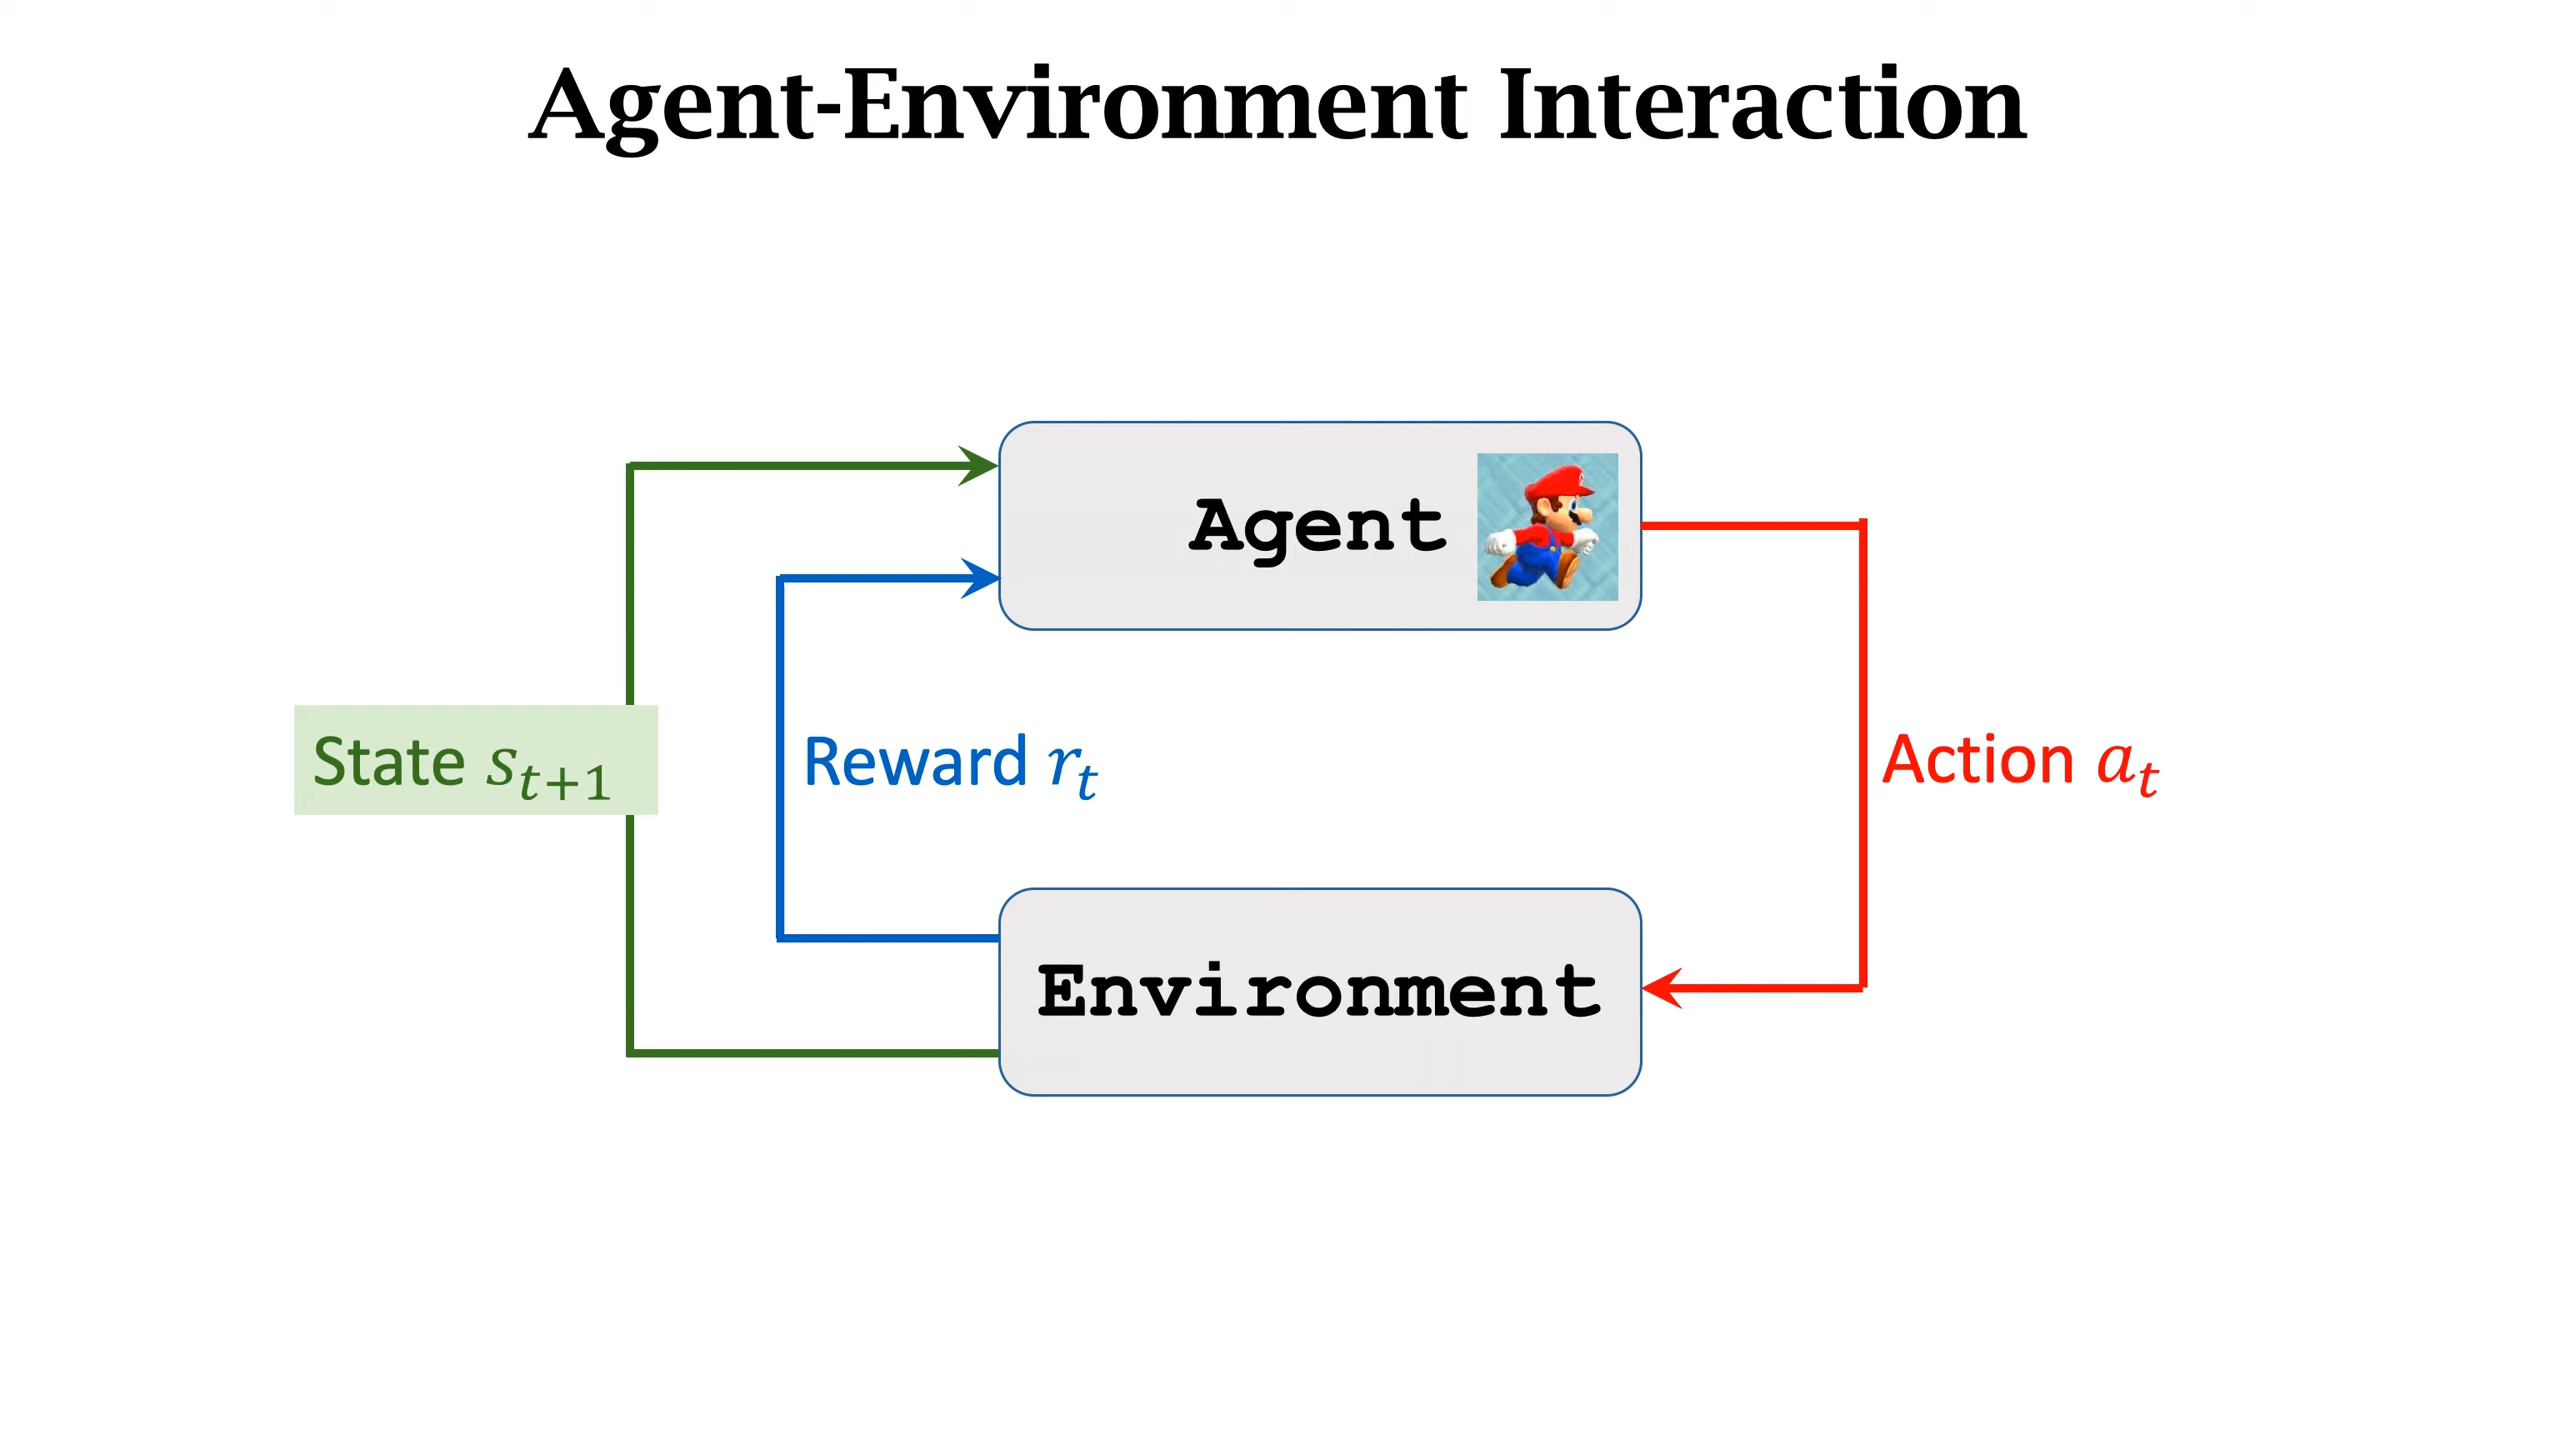 Agent-Environment Interaction
Agent
State s_{t+1}
Reward r_t
Action a_t
Environment